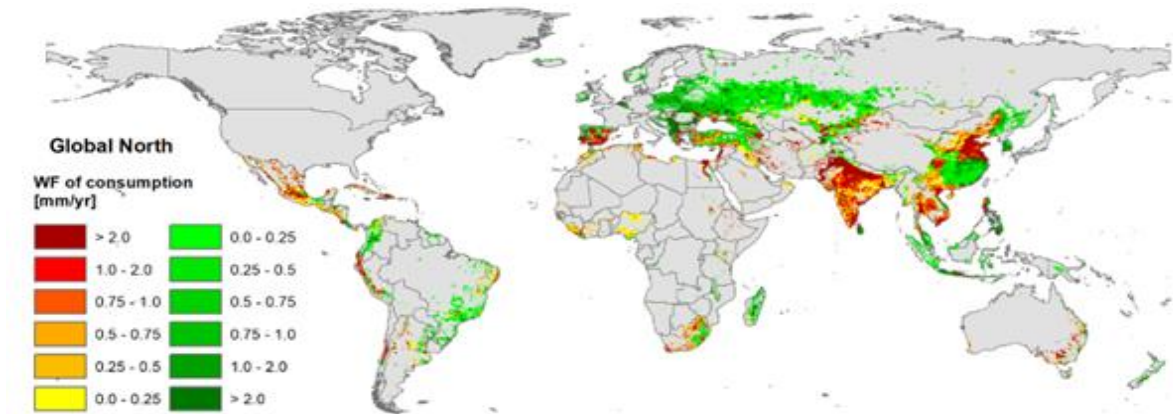 Global North
WF of consumption
[mm/yr]
> 2.0 0.0 - 0.25
1.0 - 2.0 0.25 - 0.5
0.75 - 1.0 0.5 - 0.75
0.5 - 0.75 0.75 - 1.0
0.25 - 0.5 1.0 - 2.0
0.0 - 0.25 > 2.0